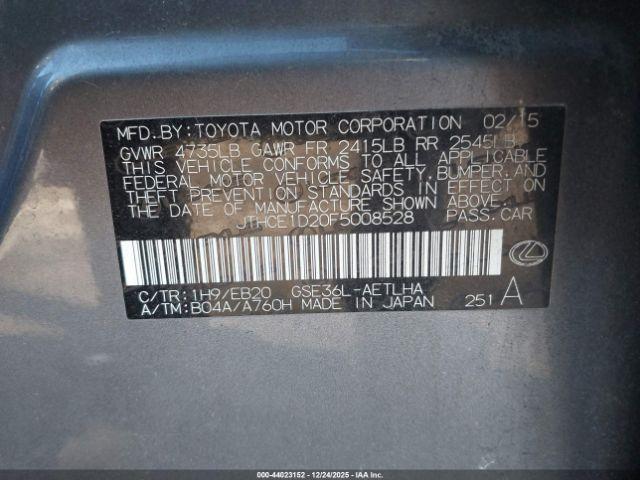 MFD.BY:TOYOTA MOTOR CORPORATION 02/15
GVWR 4735LB GAWR FR 2415LB RR 2545LB
THIS VEHICLE CONFORMS TO ALL APPLICABLE
FEDERAL MOTOR VEHICLE SAFETY,BUMPER,AND
THEFT PREVENTION STANDARDS IN EFFECT ON
THE DATE OF MANUFACTURE SHOWN ABOVE.
JTHCE1D20F5008528 PASS.CAR
C/TR:1H9/EB20 GSE36L-AETLHA
A/TM:B04A/A760H MADE IN JAPAN 251 A
000-44023152 - 12/24/2025 - copart.ca